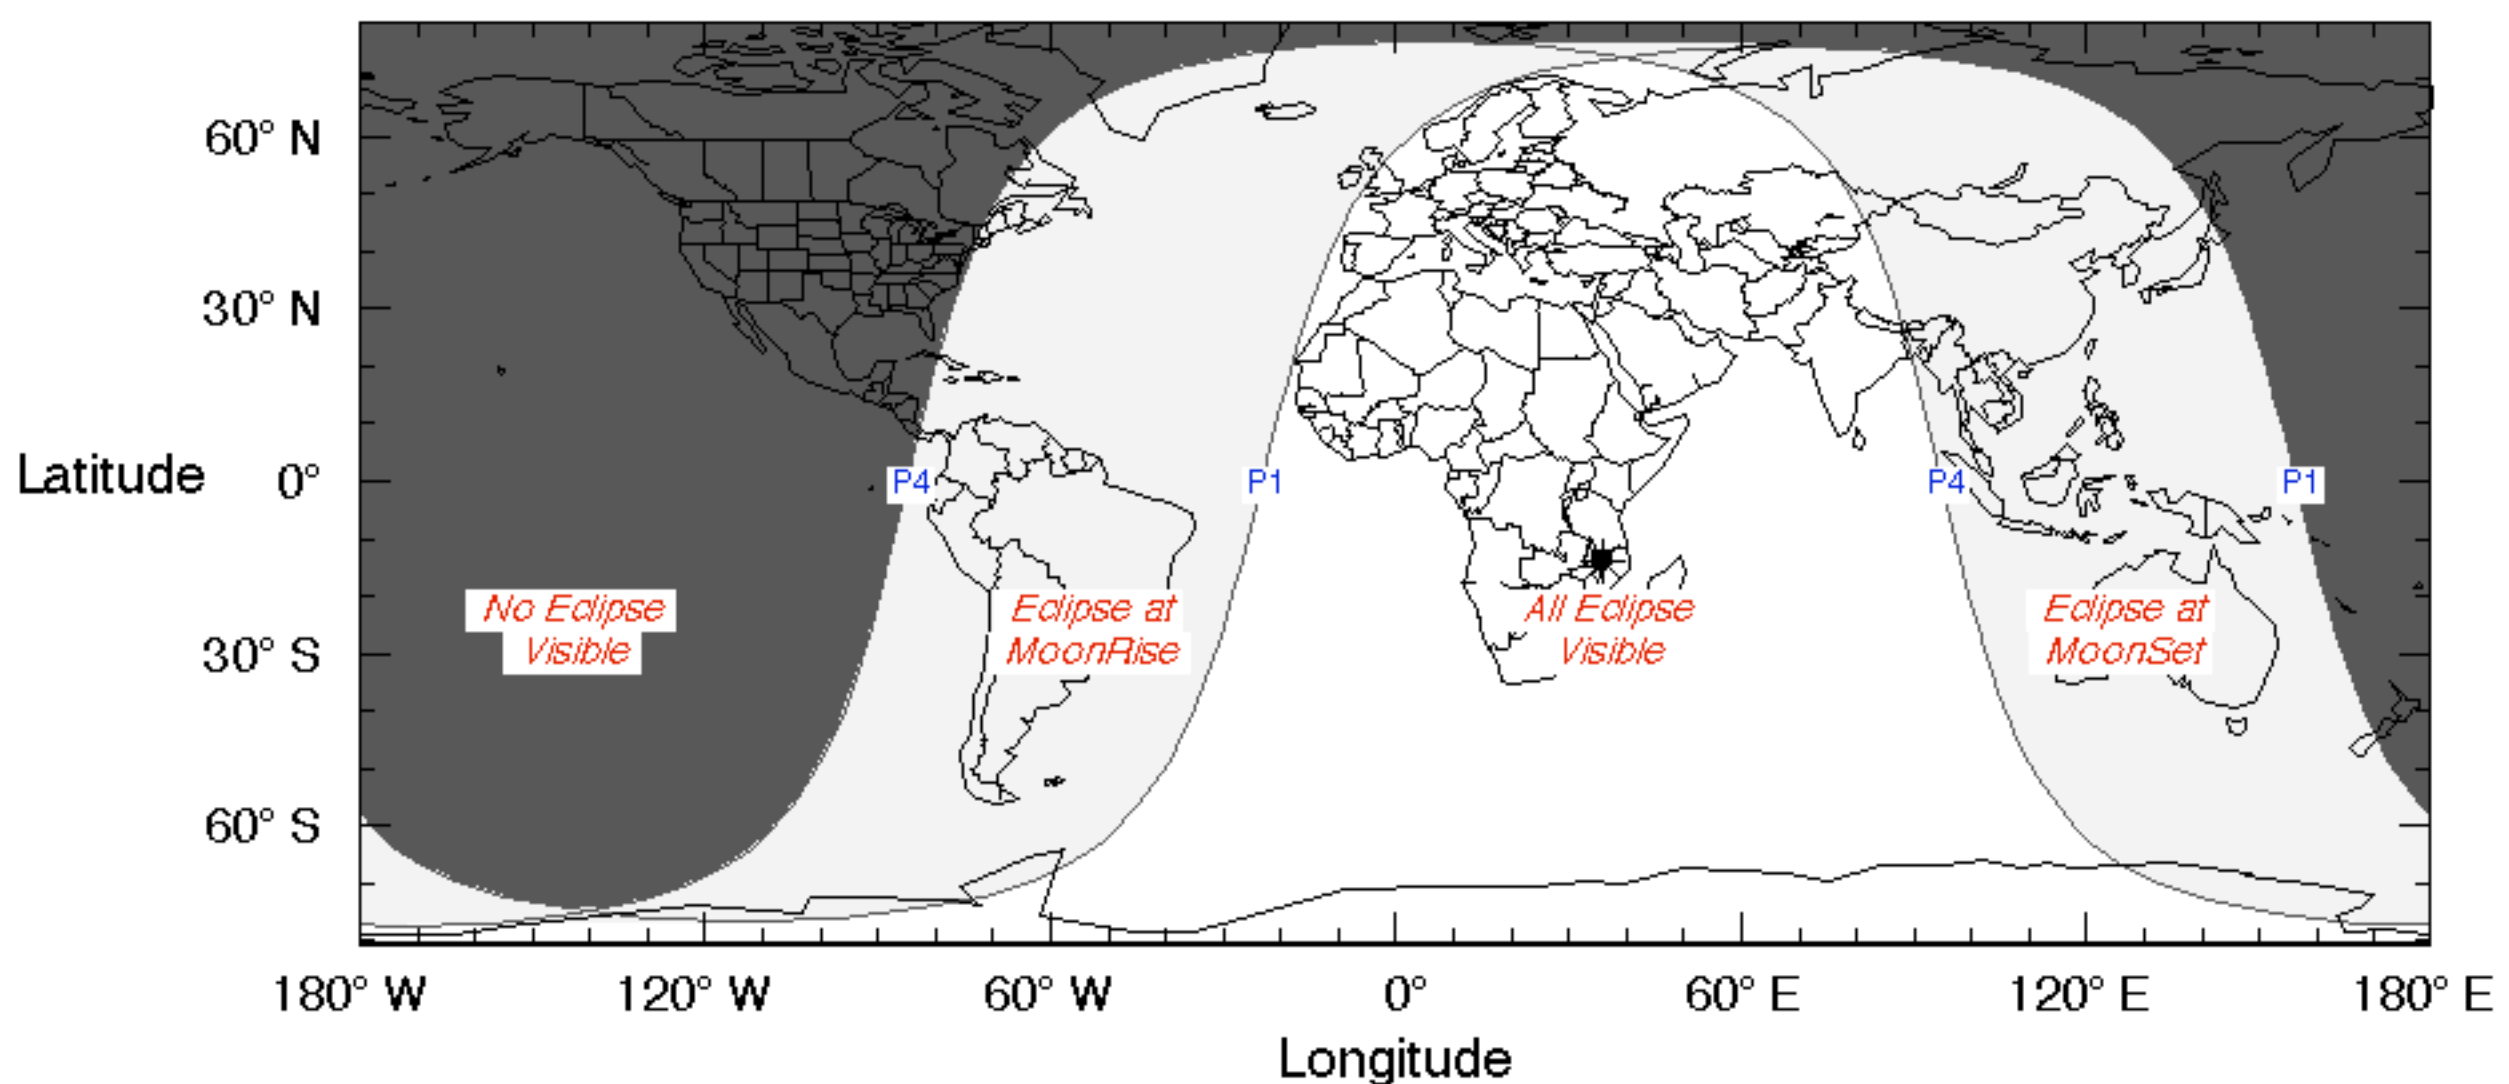 60° N
30° N
Latitude 0°
P4 P1 P4 P1
No Eclipse Visible
Eclipse at MoonRise
All Eclipse Visible
Eclipse at MoonSet
30° S
60° S
180° W 120° W 60° W 0° 60° E 120° E 180° E
Longitude